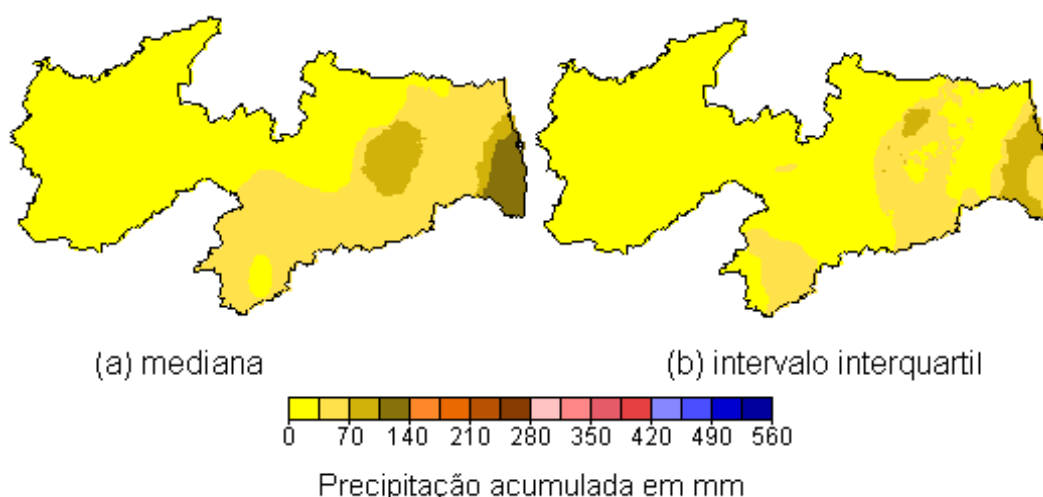 (a) mediana
(b) intervalo interquartil
0 70 140 210 280 350 420 490 560
Precipitação acumulada em mm